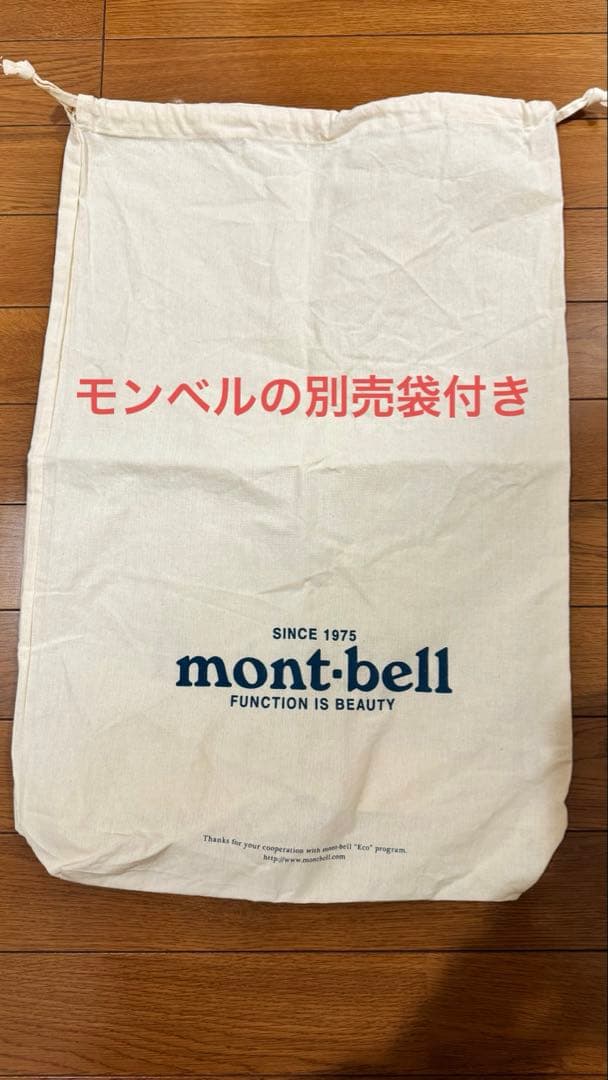 モンベルの別売袋付き
SINCE 1975
mont·bell
FUNCTION IS BEAUTY
Thanks for your cooperation with mont-bell "Eco" program.
http://www.montbell.com